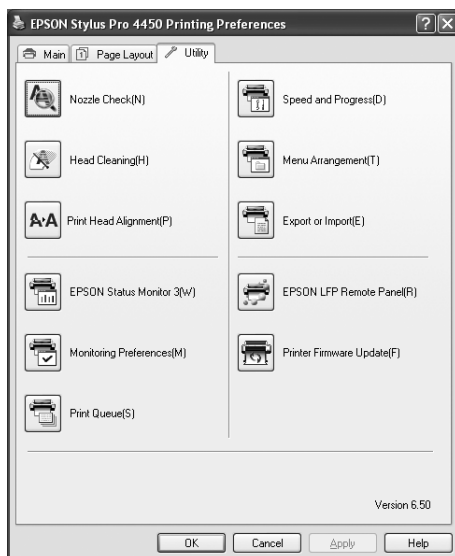 EPSON Stylus Pro 4450 Printing Preferences
Main
Page Layout
Utility
Nozzle Check(N)
Speed and Progress(D)
Head Cleaning(H)
Menu Arrangement(T)
A▸A
Print Head Alignment(P)
Export or Import(E)
EPSON Status Monitor 3(W)
EPSON LFP Remote Panel(R)
Monitoring Preferences(M)
Printer Firmware Update(F)
Print Queue(S)
Version 6.50
OK
Cancel
Apply
Help